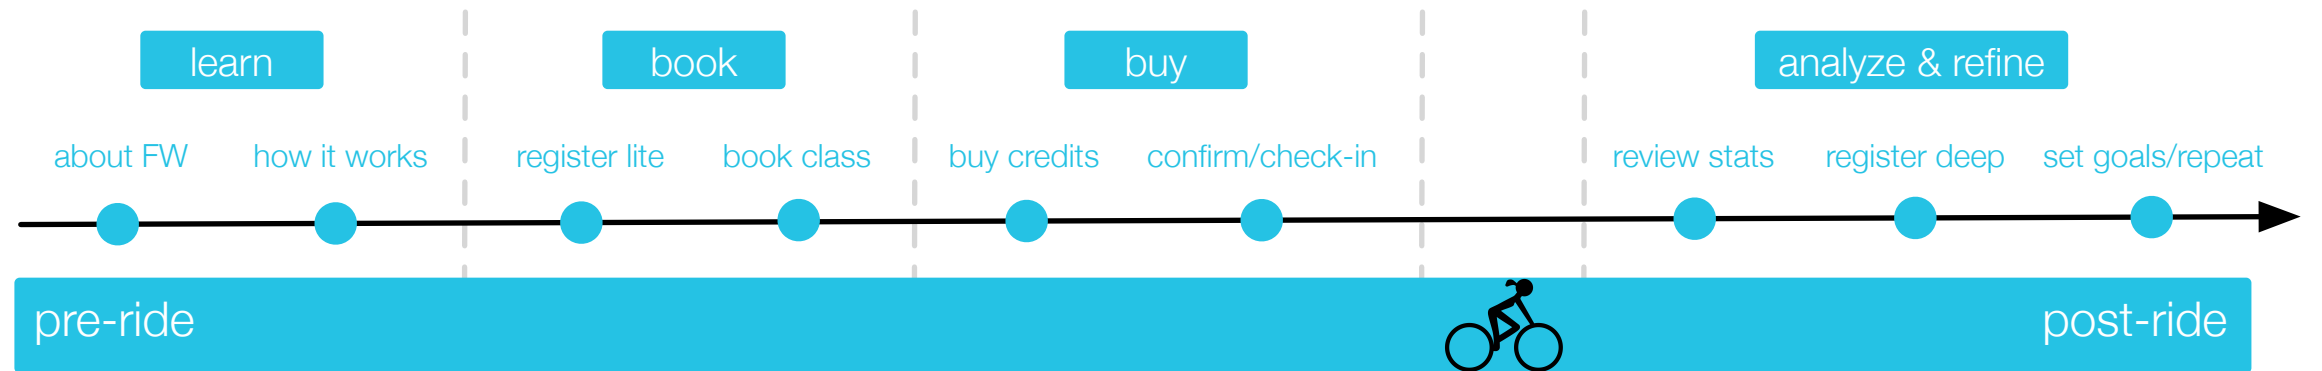 learn
book
buy
analyze & refine
about FW
how it works
register lite
book class
buy credits
confirm/check-in
review stats
register deep
set goals/repeat
pre-ride
post-ride